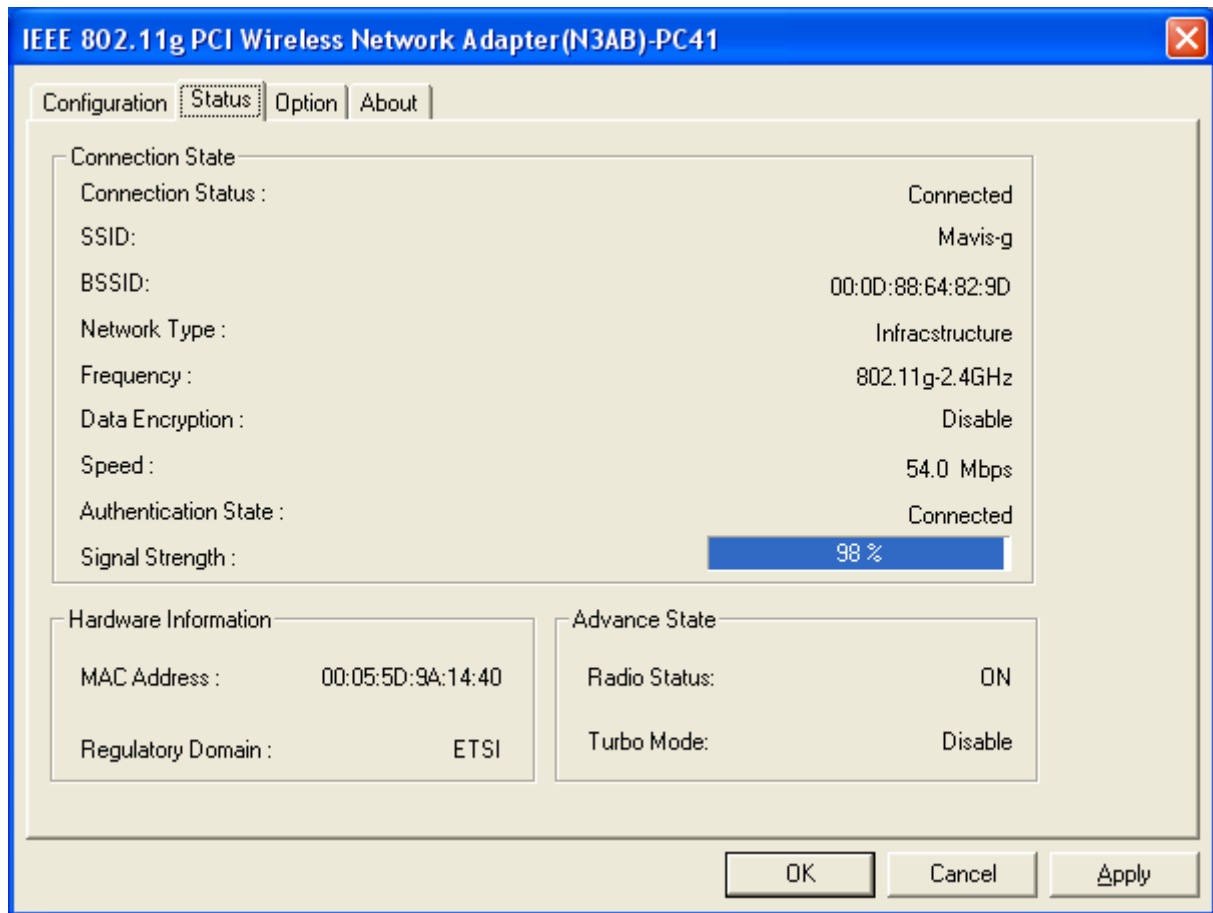 IEEE 802.11g PCI Wireless Network Adapter(N3AB)-PC41
Configuration Status Option About
Connection State
Connection Status : Connected
SSID: Mavis-g
BSSID: 00:0D:88:64:82:9D
Network Type : Infracstructure
Frequency : 802.11g-2.4GHz
Data Encryption : Disable
Speed : 54.0 Mbps
Authentication State : Connected
Signal Strength : 98 %
Hardware Information
MAC Address : 00:05:5D:9A:14:40
Regulatory Domain : ETSI
Advance State
Radio Status: ON
Turbo Mode: Disable
OK Cancel Apply